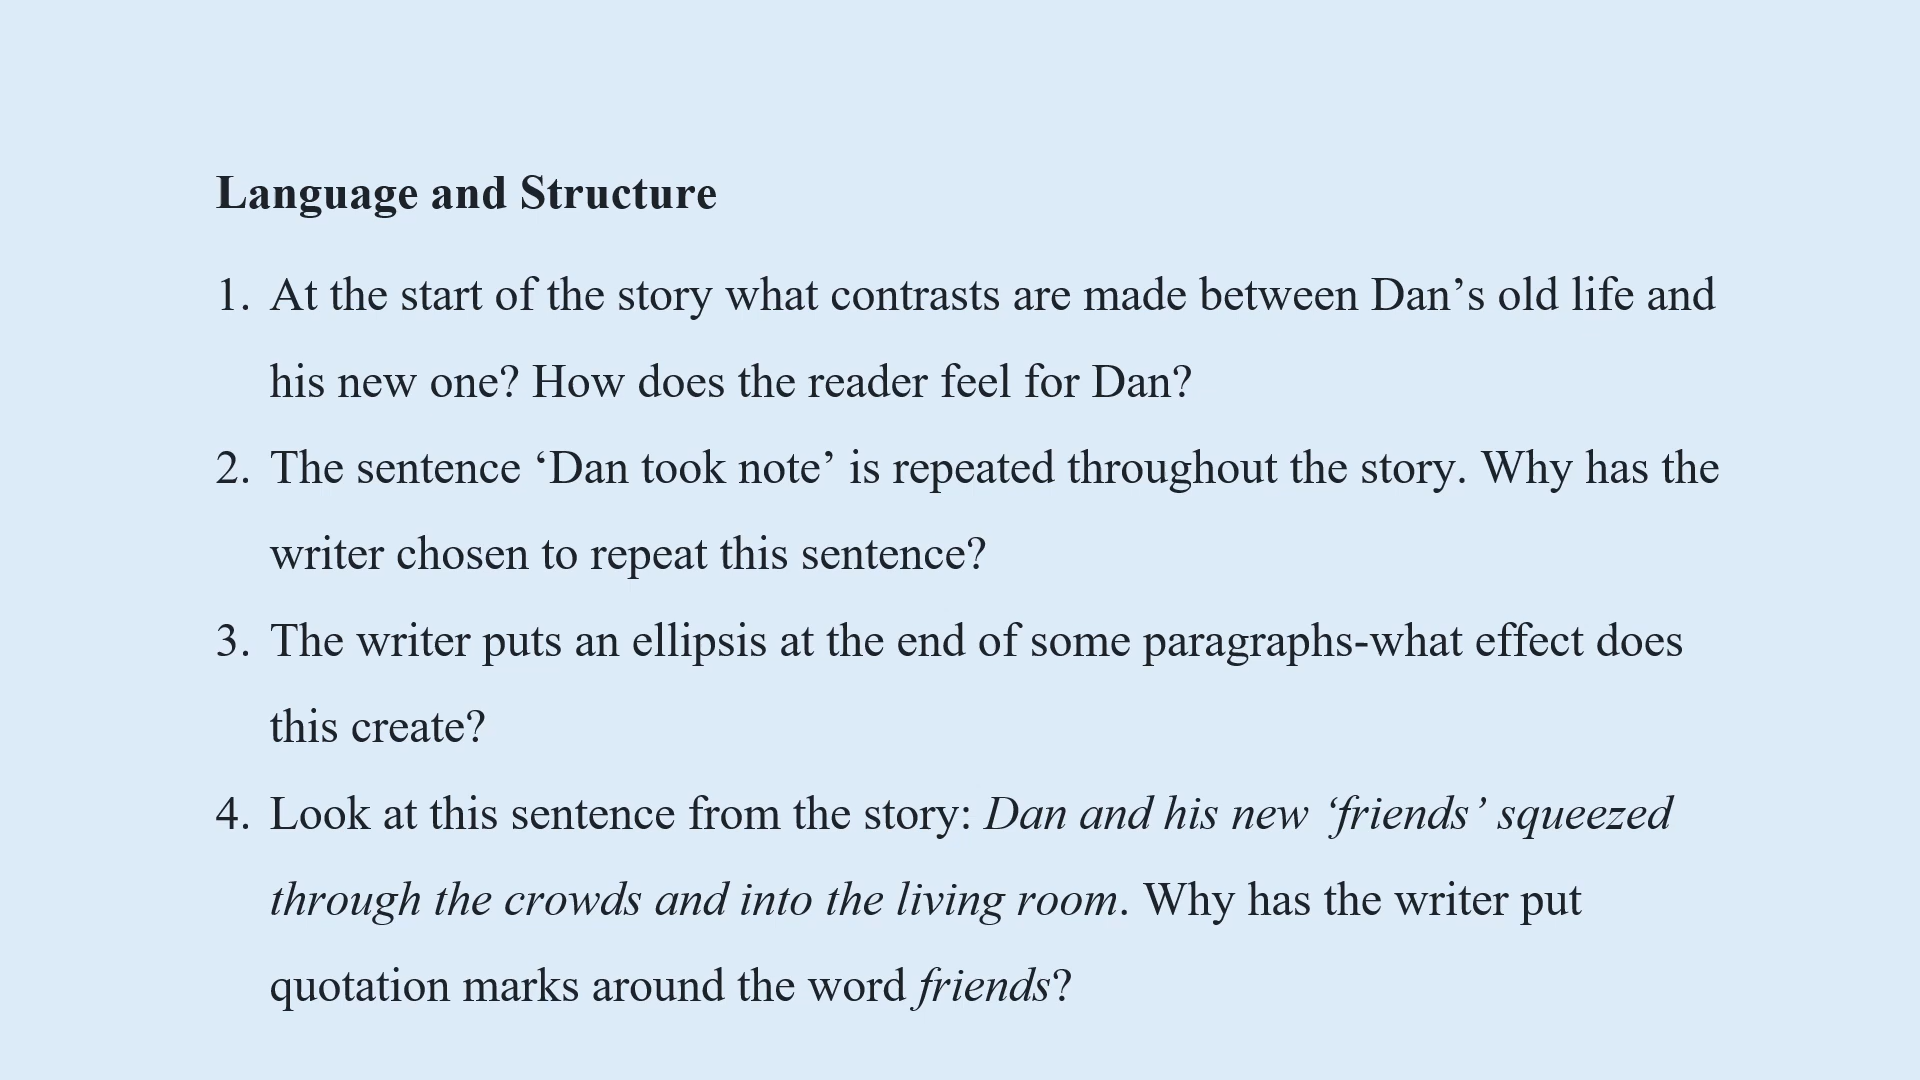 Language and Structure
1. At the start of the story what contrasts are made between Dan’s old life and
his new one? How does the reader feel for Dan?
2. The sentence ‘Dan took note’ is repeated throughout the story. Why has the
writer chosen to repeat this sentence?
3. The writer puts an ellipsis at the end of some paragraphs-what effect does
this create?
4. Look at this sentence from the story: Dan and his new ‘friends’ squeezed
through the crowds and into the living room. Why has the writer put
quotation marks around the word friends?